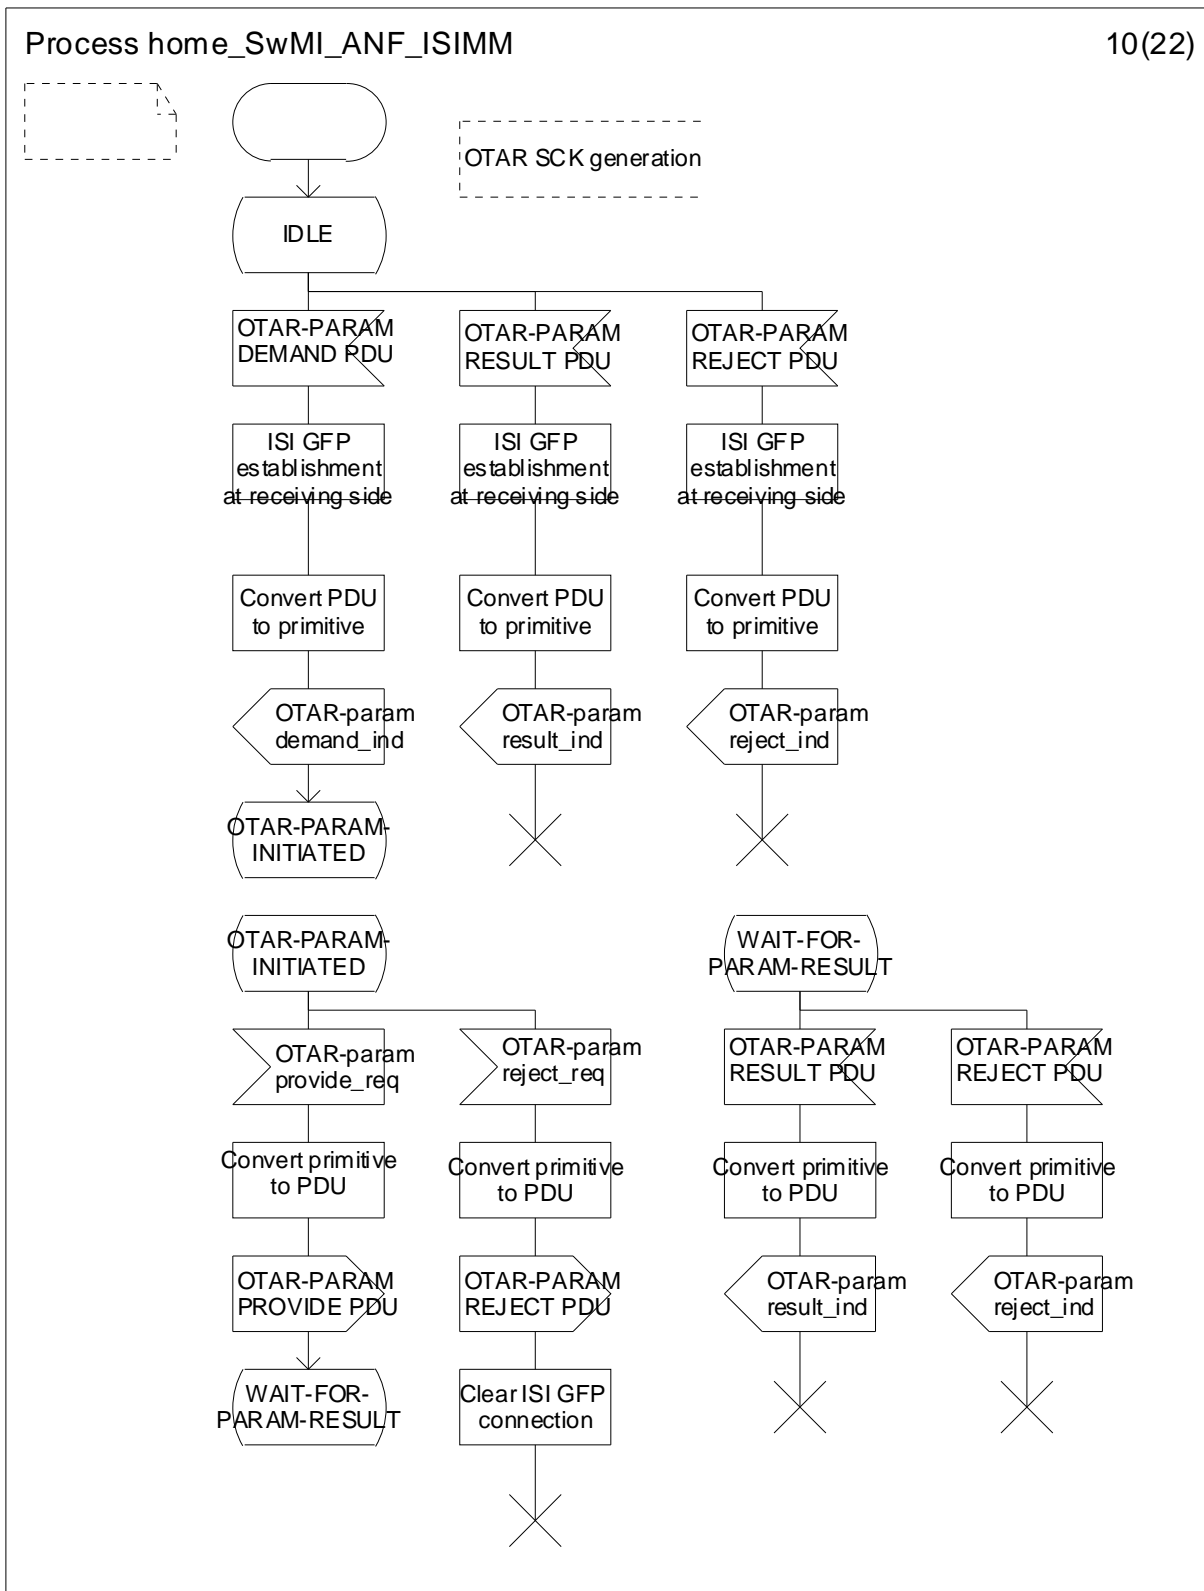 Process home_SwMI_ANF_ISIMM
10(22)
OTAR SCK generation
IDLE
OTAR-PARAM
DEMAND PDU
OTAR-PARAM
RESULT PDU
OTAR-PARAM
REJECT PDU
ISI GFP
establishment
at receiving side
ISI GFP
establishment
at receiving side
ISI GFP
establishment
at receiving side
Convert PDU
to primitive
Convert PDU
to primitive
Convert PDU
to primitive
OTAR-param
demand_ind
OTAR-param
result_ind
OTAR-param
reject_ind
OTAR-PARAM-
INITIATED
OTAR-PARAM-
INITIATED
WAIT-FOR-
PARAM-RESULT
OTAR-param
provide_req
OTAR-param
reject_req
OTAR-PARAM
RESULT PDU
OTAR-PARAM
REJECT PDU
Convert primitive
to PDU
Convert primitive
to PDU
Convert primitive
to PDU
Convert primitive
to PDU
OTAR-PARAM
PROVIDE PDU
OTAR-PARAM
REJECT PDU
OTAR-param
result_ind
OTAR-param
reject_ind
WAIT-FOR-
PARAM-RESULT
Clear ISI GFP
connection